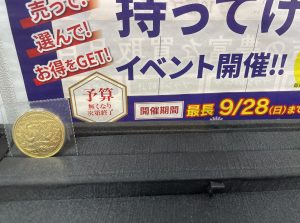 売って!
選んで!
お得をGET!
持ってけ
イベント開催!!
予算
無くなり
次第終了
開催期間
最長 9/28(日)まで